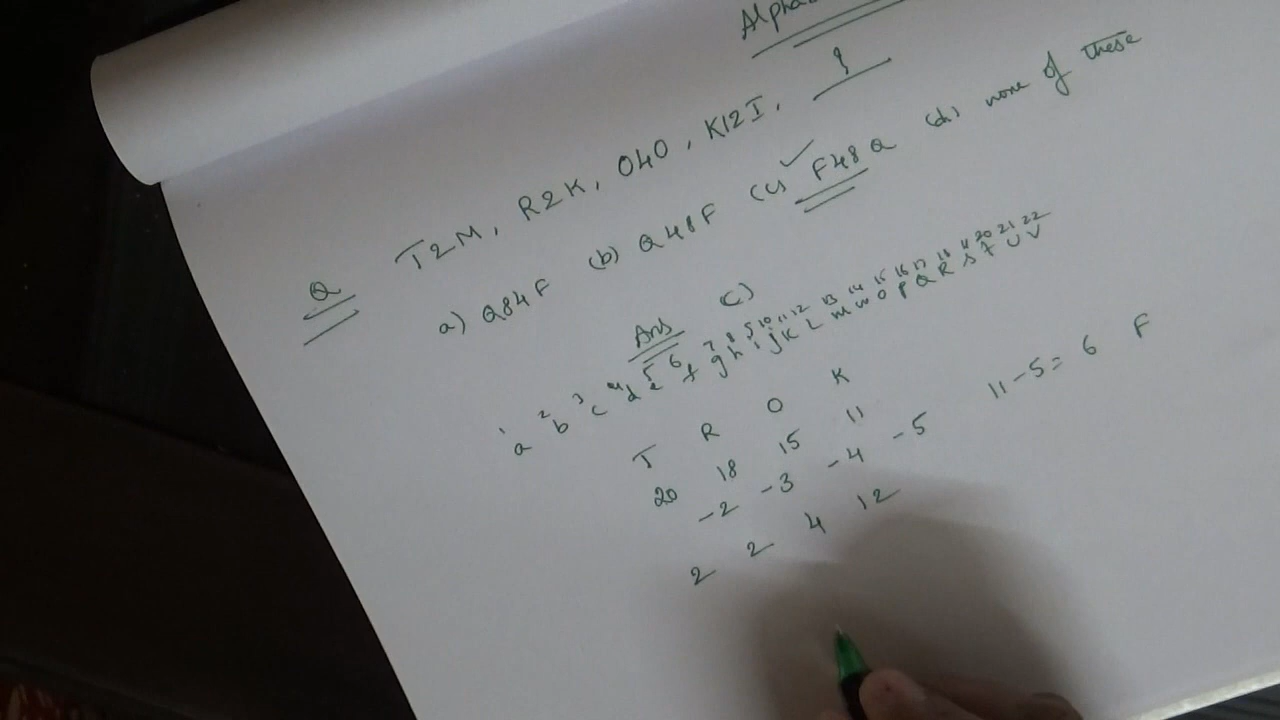 Alpha
Q T2M, R2K, O4O, K12I, ?
a) Q84F (b) Q48F (c) F48Q (d) none of these
Ans C)
1 2 3 4 5 6 7 8 9 10 11 12 13 14 15 16 17 18 19 20 21 22
a b c d e f g h i j K L m n o p Q R s t U V
T R O K
20 18 15 11
-2 -3 -4 -5 11-5=6 F
2 2 4 12